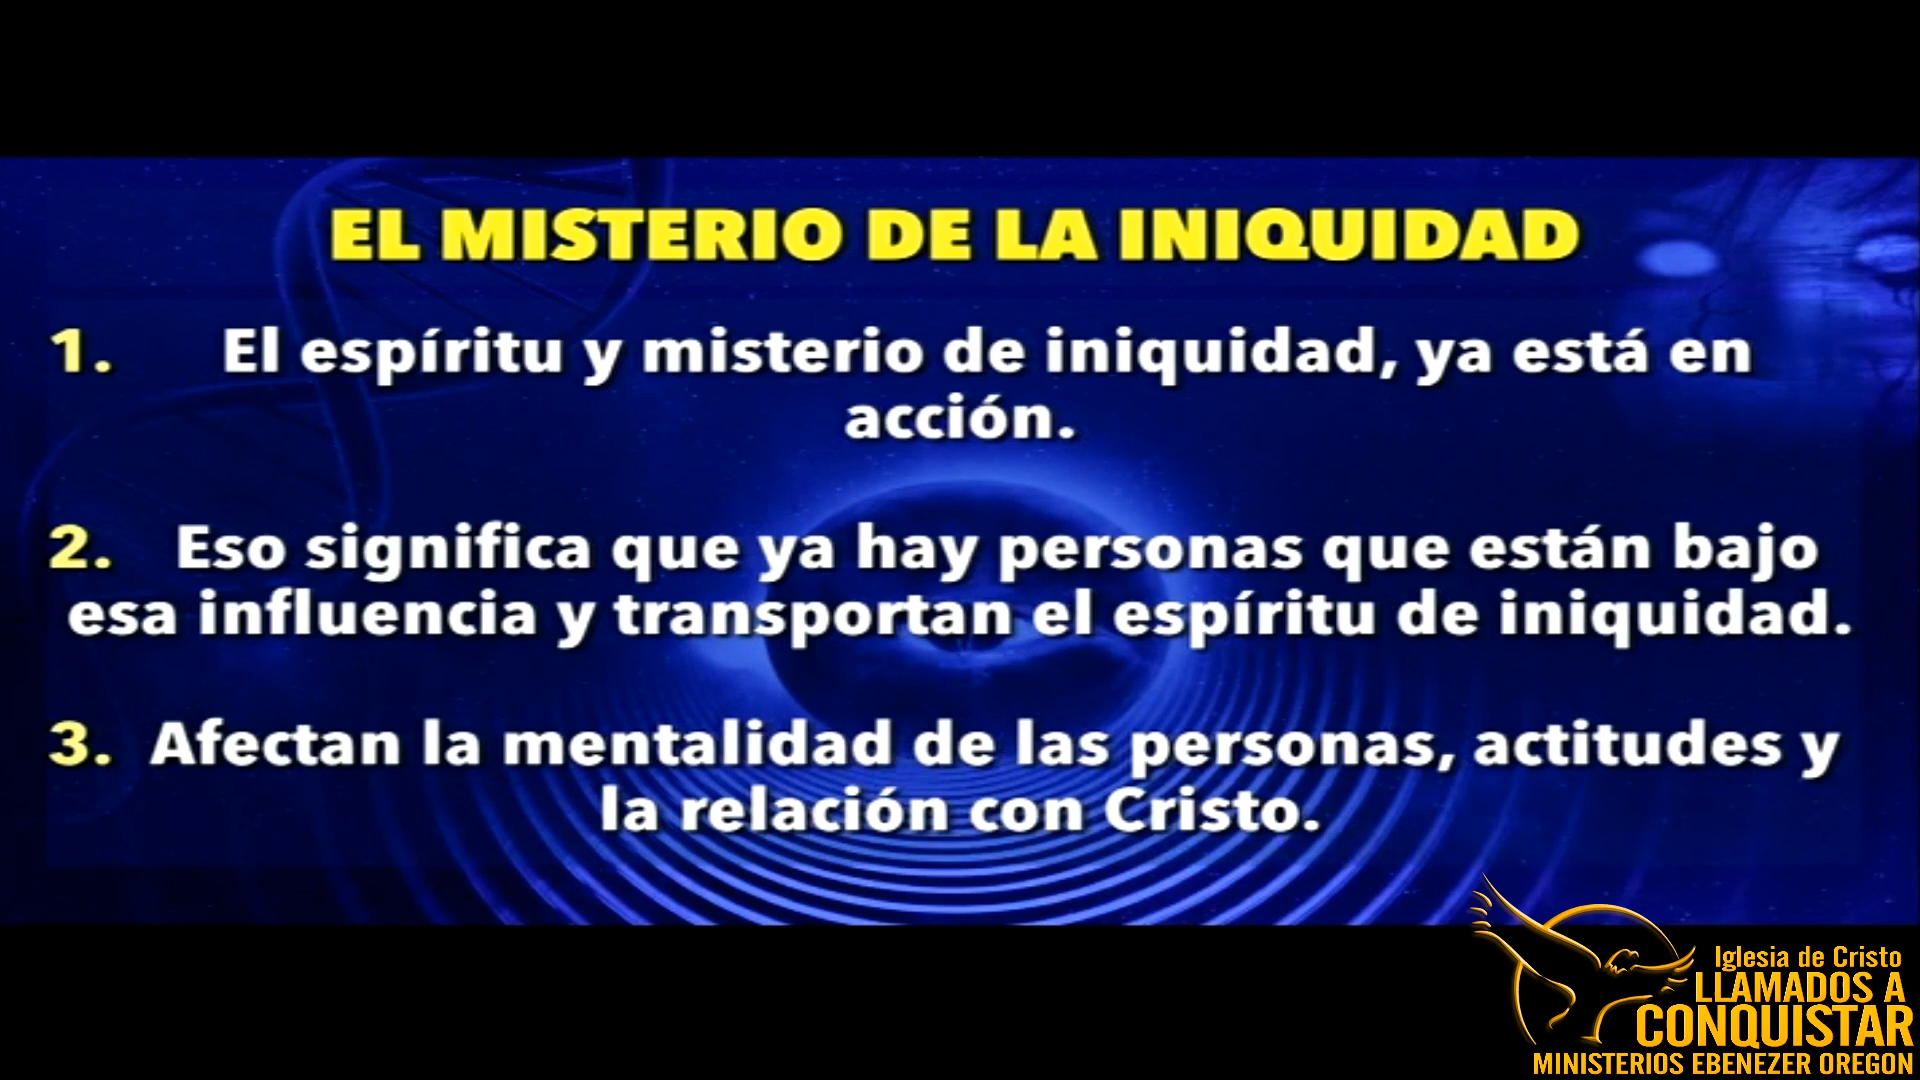 EL MISTERIO DE LA INIQUIDAD
1. El espíritu y misterio de iniquidad, ya está en
acción.
2. Eso significa que ya hay personas que están bajo
esa influencia y transportan el espíritu de iniquidad.
3. Afectan la mentalidad de las personas, actitudes y
la relación con Cristo.
Iglesia de Cristo
LLAMADOS A
CONQUISTAR
MINISTERIOS EBENEZER OREGON